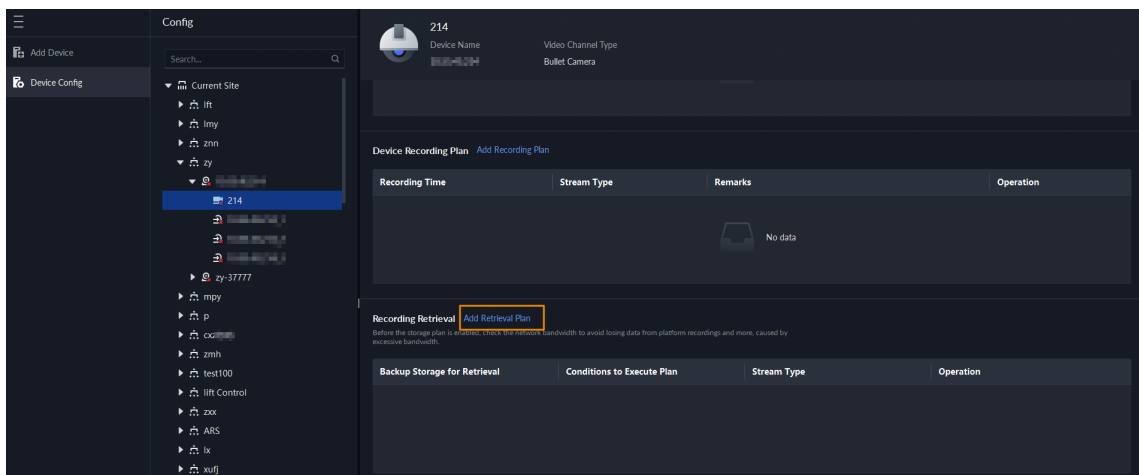 Config
Add Device
Device Config
Search...
Current Site
lft
lmy
znn
zy
214
zy-37777
mpy
p
zmh
test100
lift Control
zxx
ARS
lx
xufj
214
Device Name
Video Channel Type
Bullet Camera
Device Recording Plan Add Recording Plan
Recording Time Stream Type Remarks Operation
No data
Recording Retrieval Add Retrieval Plan
Before the storage plan is enabled, check the network bandwidth to avoid losing data from platform recordings and more, caused by
excessive bandwidth.
Backup Storage for Retrieval Conditions to Execute Plan Stream Type Operation